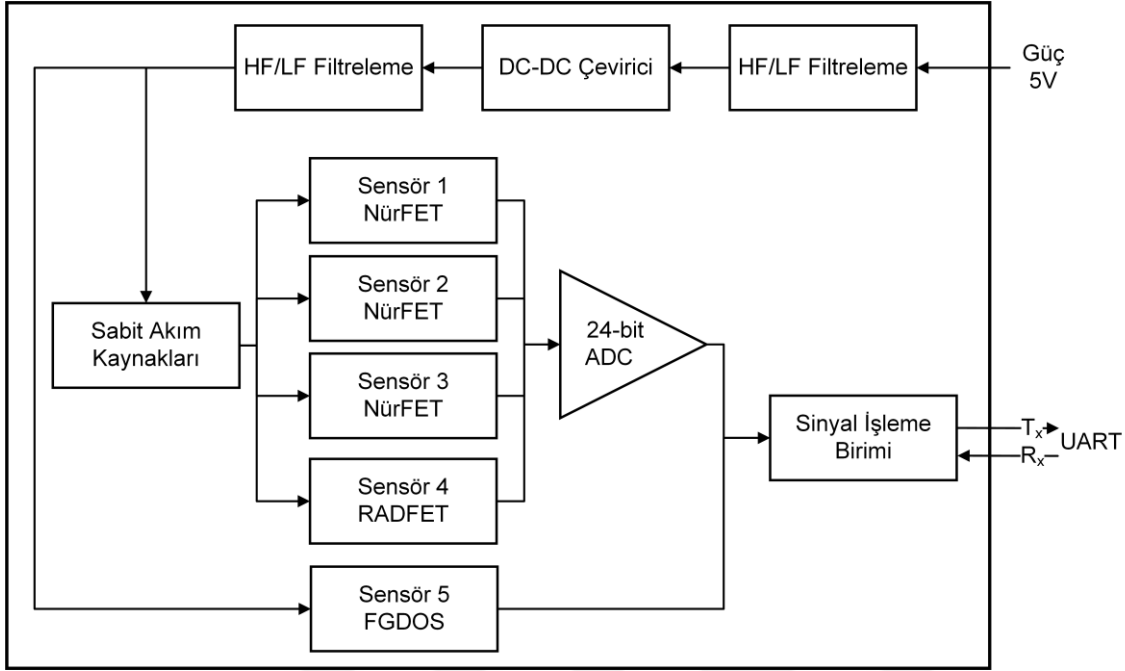 HF/LF Filtreleme
DC-DC Çevirici
HF/LF Filtreleme
Güç
5V
Sensör 1
NürFET
Sensör 2
NürFET
Sensör 3
NürFET
Sensör 4
RADFET
Sensör 5
FGDOS
Sabit Akım
Kaynakları
24-bit
ADC
Sinyal İşleme
Birimi
Tx
Rx
UART